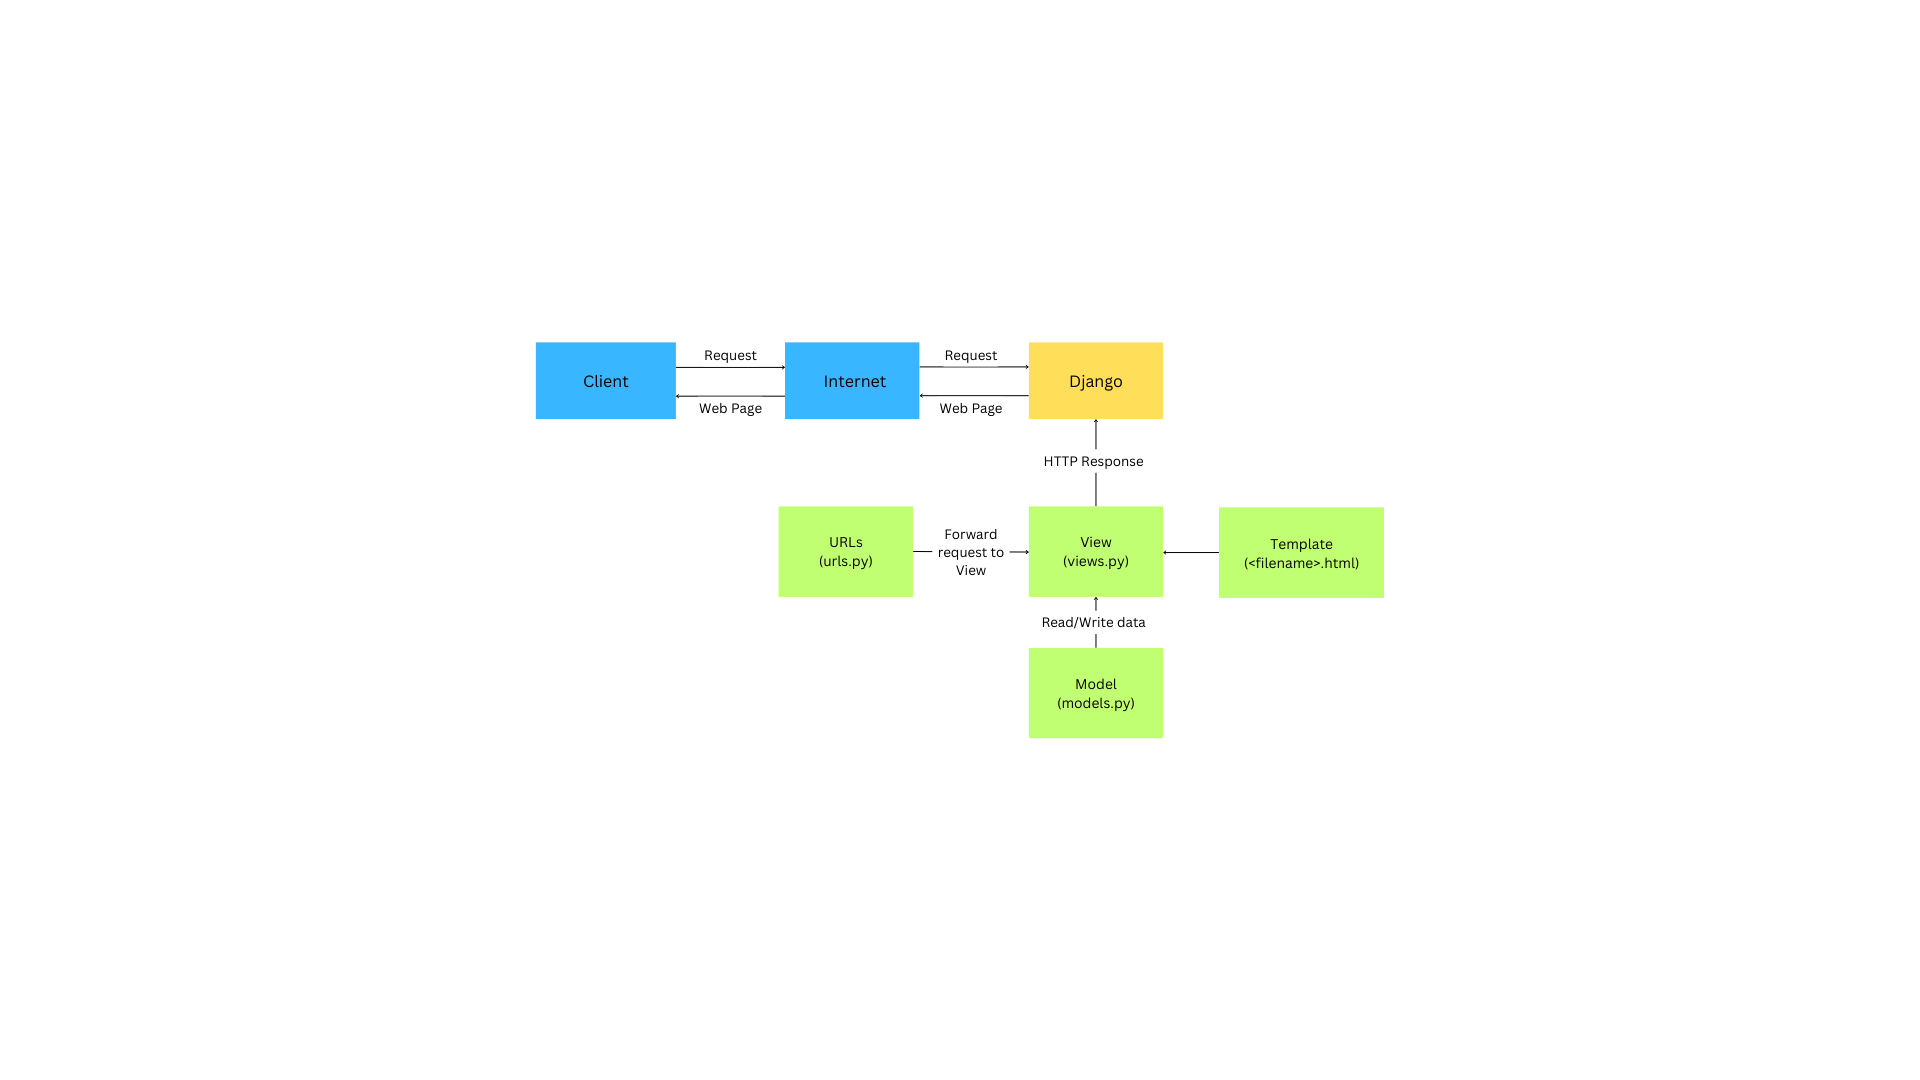 Request
Request
Client
Internet
Django
Web Page
Web Page
HTTP Response
URLs
(urls.py)
Forward
request to
View
View
(views.py)
Template
(<filename>.html)
Read/Write data
Model
(models.py)